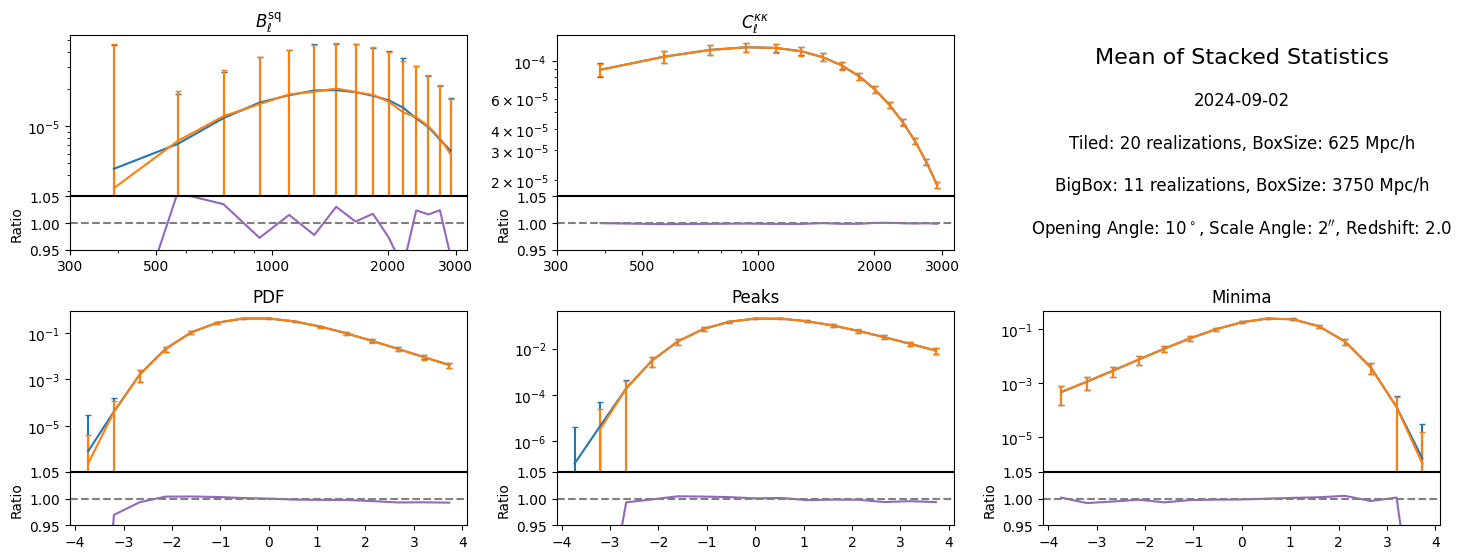 B_ℓ^sq
10^-5
1.05
1.00
0.95
Ratio
300 500 1000 2000 3000
C_ℓ^κκ
10^-4
6 × 10^-5
4 × 10^-5
3 × 10^-5
2 × 10^-5
1.05
1.00
0.95
Ratio
300 500 1000 2000 3000
Mean of Stacked Statistics
2024-09-02
Tiled: 20 realizations, BoxSize: 625 Mpc/h
BigBox: 11 realizations, BoxSize: 3750 Mpc/h
Opening Angle: 10°, Scale Angle: 2′′, Redshift: 2.0
PDF
10^-1
10^-3
10^-5
1.05
1.00
0.95
Ratio
−4 −3 −2 −1 0 1 2 3 4
Peaks
10^-2
10^-4
10^-6
1.05
1.00
0.95
Ratio
−4 −3 −2 −1 0 1 2 3 4
Minima
10^-1
10^-3
10^-5
1.05
1.00
0.95
Ratio
−4 −3 −2 −1 0 1 2 3 4